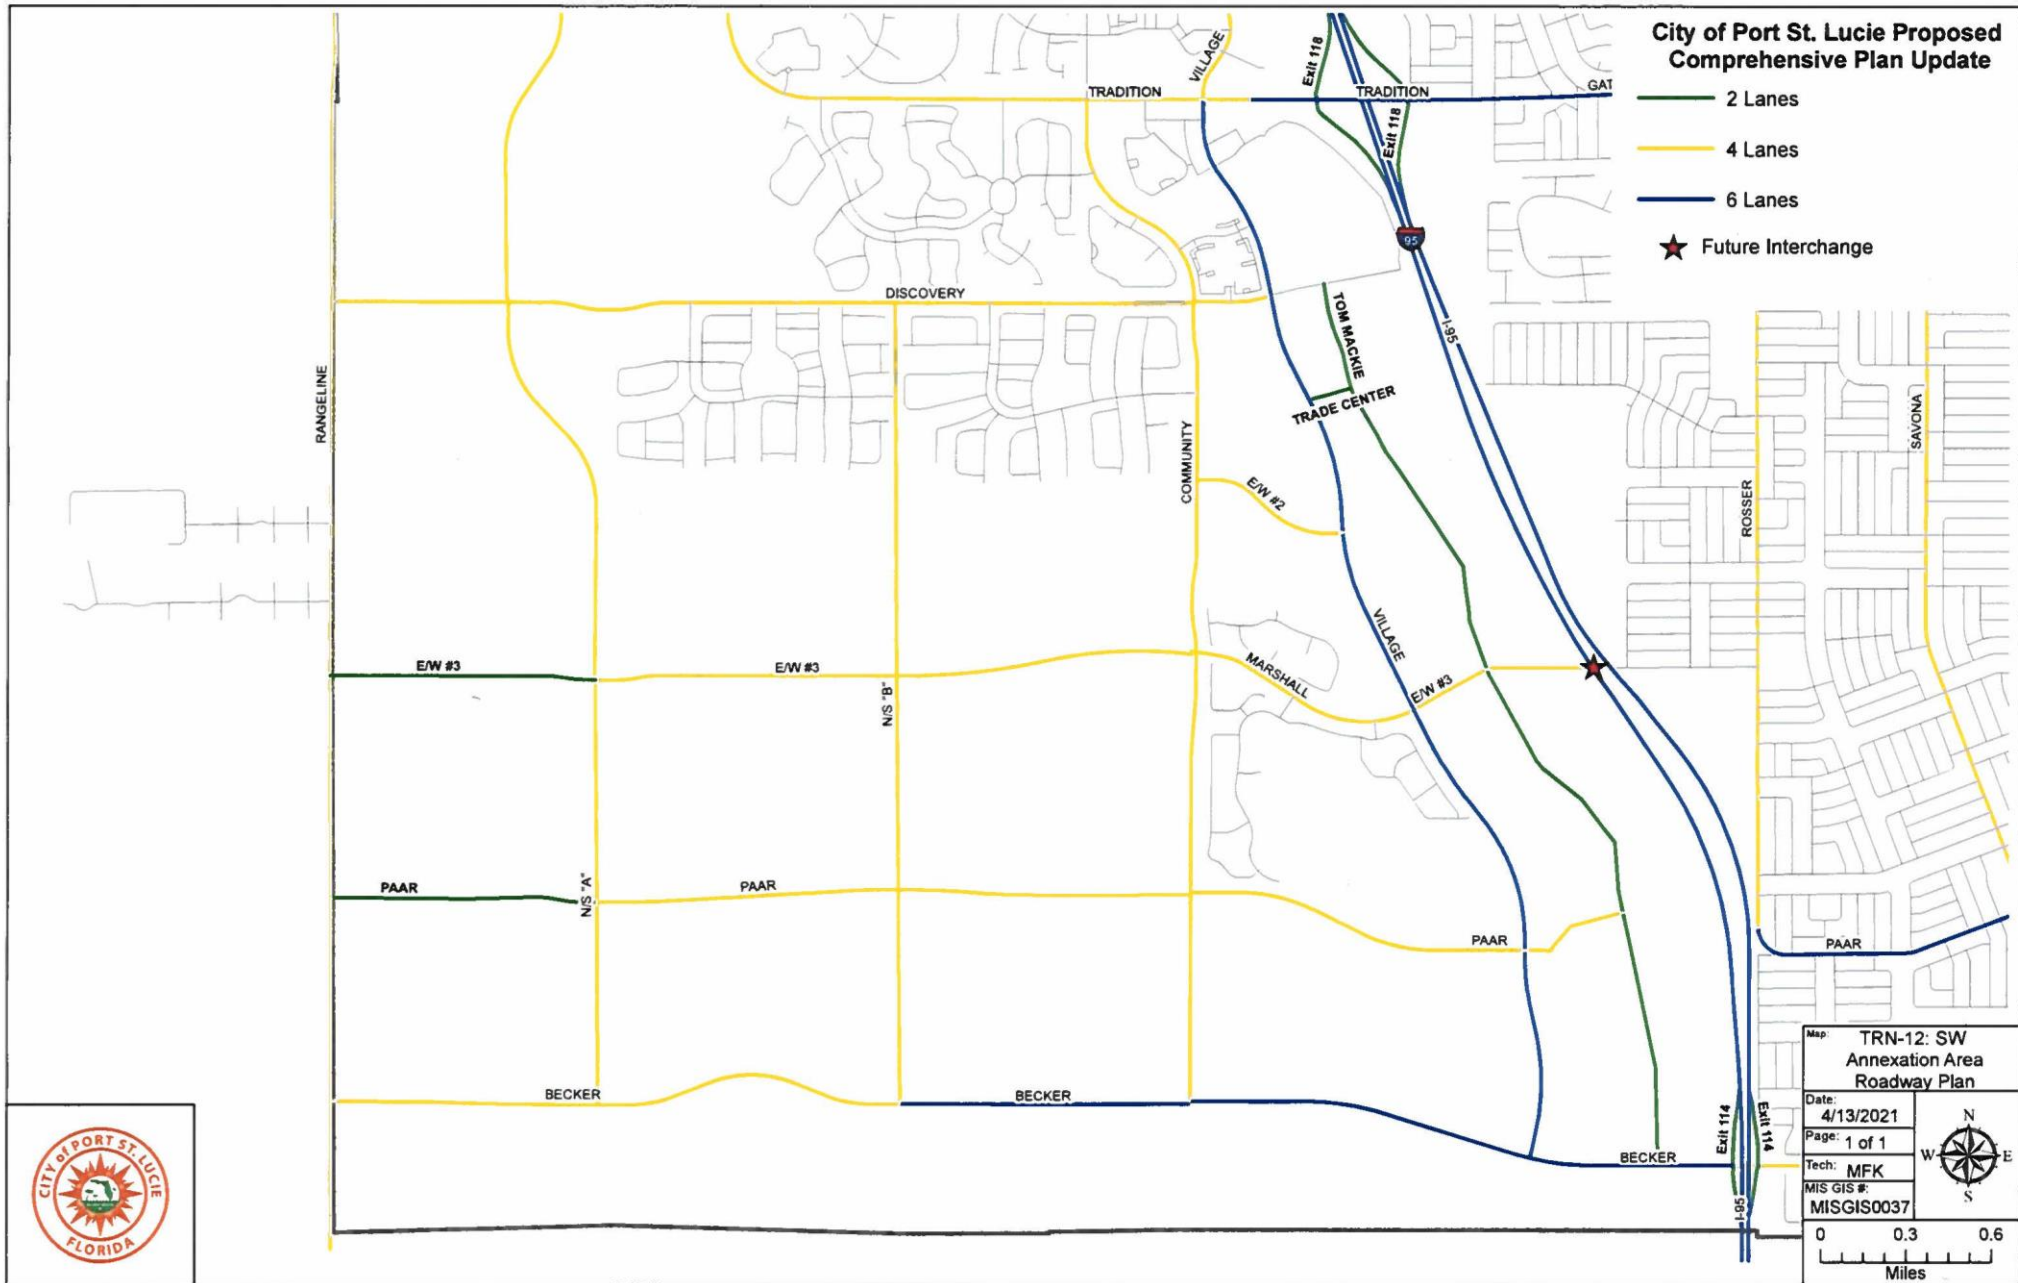 City of Port St. Lucie Proposed
Comprehensive Plan Update
2 Lanes
4 Lanes
6 Lanes
Future Interchange
VILLAGE
Exit 118
TRADITION
TRADITION
GAT
Exit 118
95
DISCOVERY
TOM MACKIE
I-95
RANGELINE
TRADE CENTER
SAVONA
COMMUNITY
E/W #2
ROSSER
VILLAGE
E/W #3
E/W #3
MARSHALL
E/W #3
N/S "B"
PAAR
N/S "A"
PAAR
PAAR
PAAR
BECKER
BECKER
BECKER
Exit 114
Exit 114
I-95
CITY of PORT ST. LUCIE
FLORIDA
Map: TRN-12: SW
Annexation Area
Roadway Plan
Date:
4/13/2021
Page: 1 of 1
Tech: MFK
MIS GIS #:
MISGIS0037
N
W E
S
0 0.3 0.6
Miles